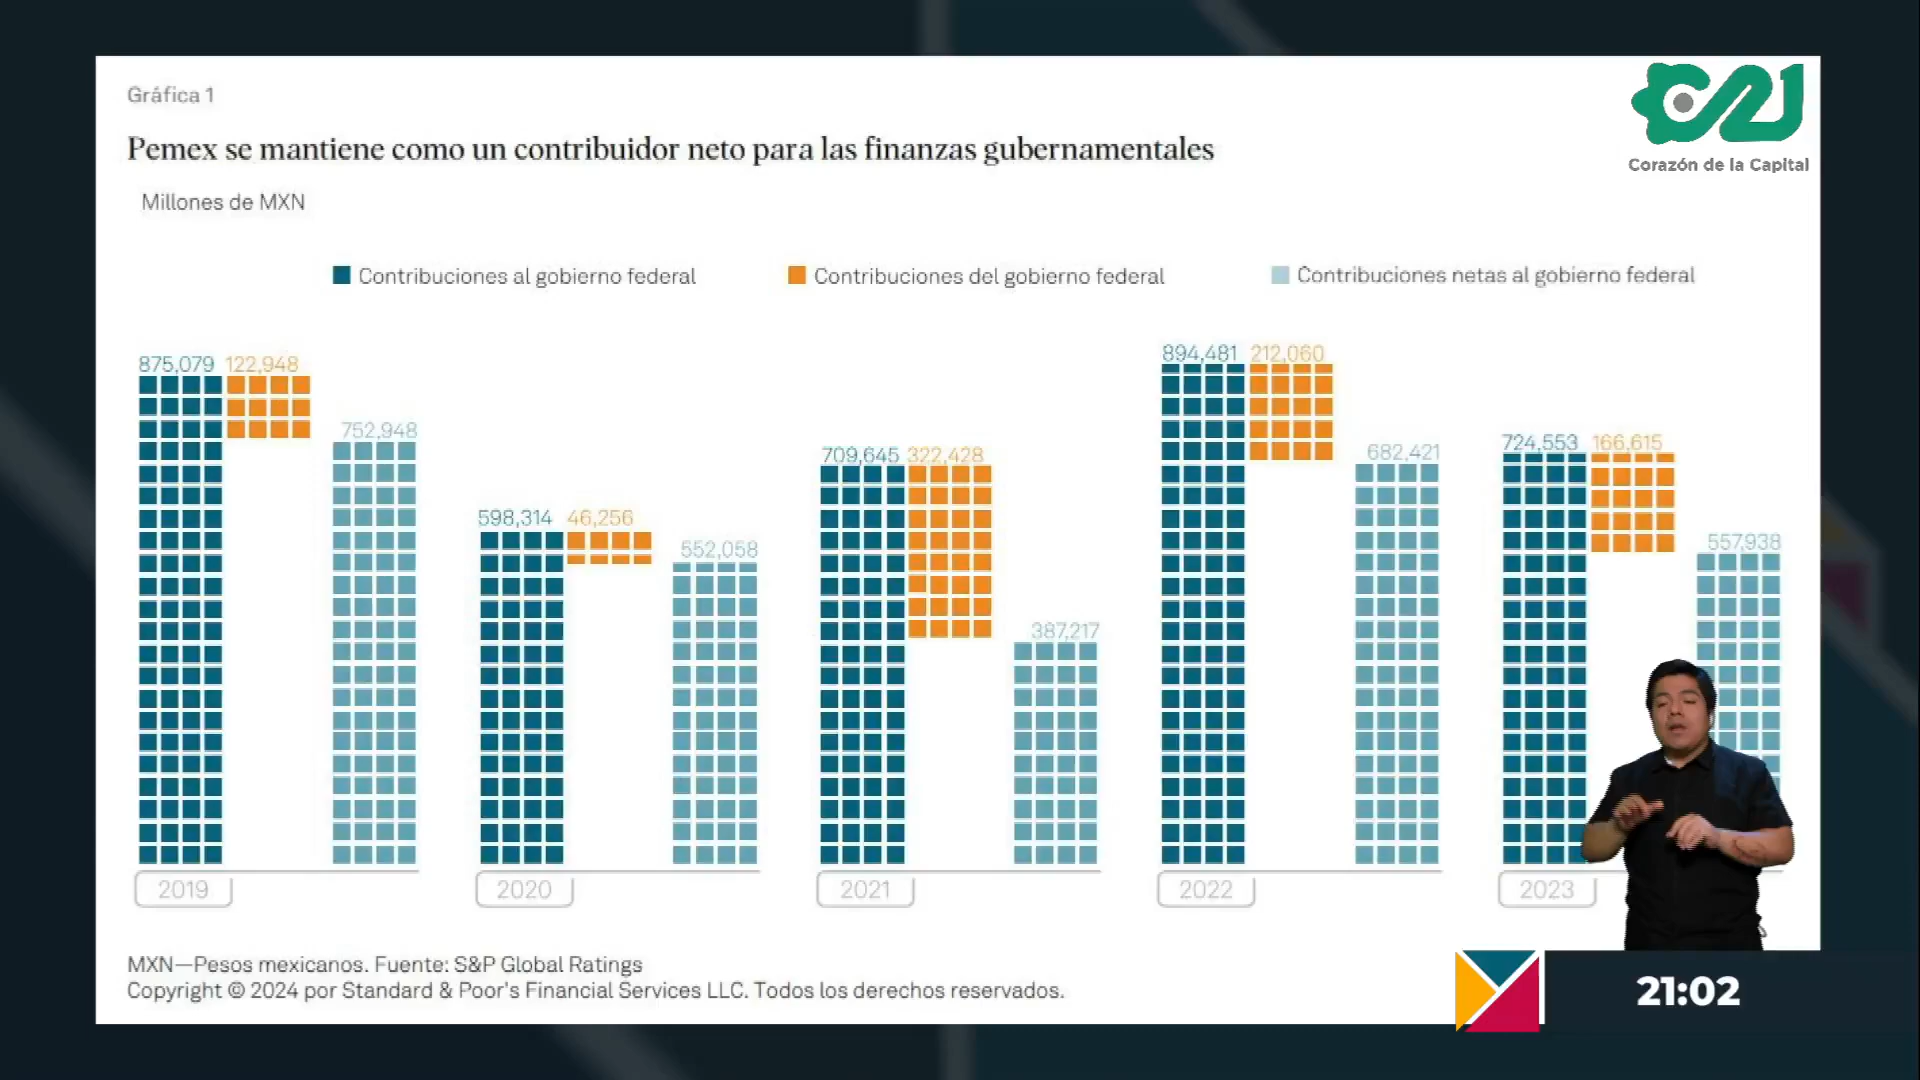 Gráfica 1
Pemex se mantiene como un contribuidor neto para las finanzas gubernamentales
Millones de MXN
C21
Corazón de la Capital
Contribuciones al gobierno federal
Contribuciones del gobierno federal
Contribuciones netas al gobierno federal
875,079 122,948
752,948
598,314 46,256
552,058
709,645 322,428
387,217
894,481 212,060
682,421
724,553 166,615
557,938
2019
2020
2021
2022
2023
MXN—Pesos mexicanos. Fuente: S&P Global Ratings
Copyright © 2024 por Standard & Poor's Financial Services LLC. Todos los derechos reservados.
21:02